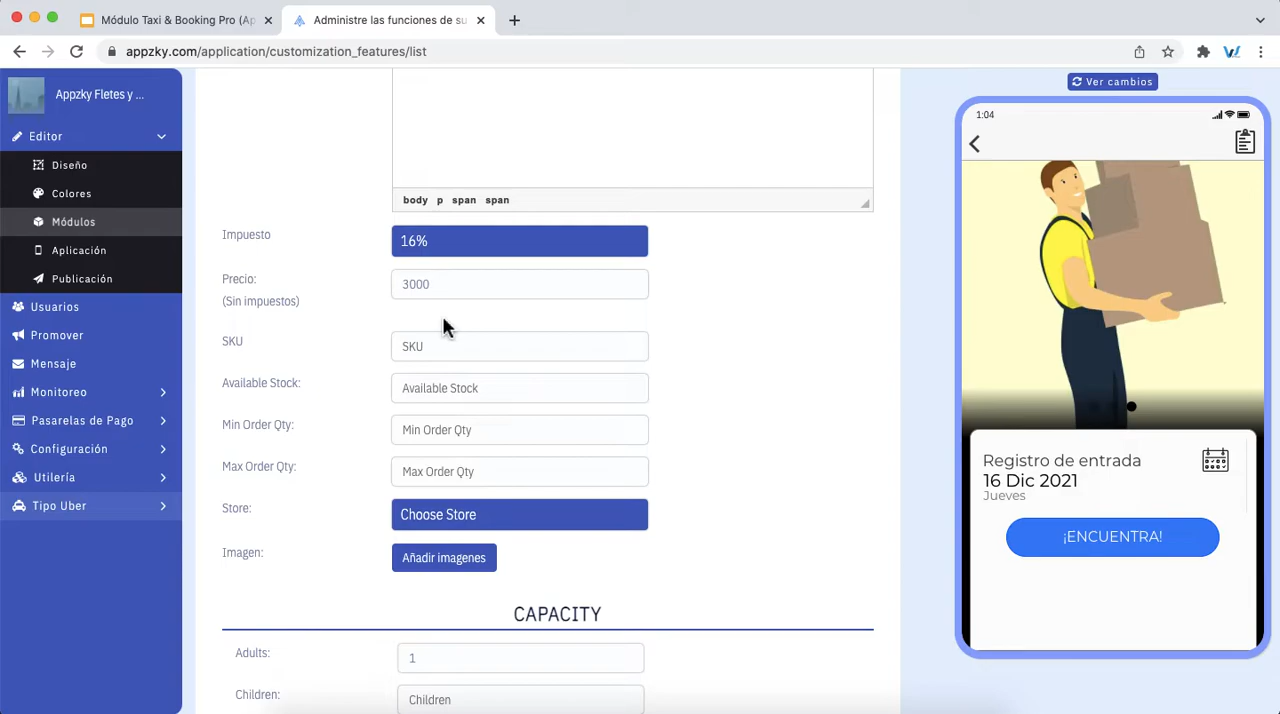 Módulo Taxi & Booking Pro (Ap
Administre las funciones de su
appzky.com/application/customization_features/list
Appzky Fletes y ...
Editor
Diseño
Colores
Módulos
Aplicación
Publicación
Usuarios
Promover
Mensaje
Monitoreo
Pasarelas de Pago
Configuración
Utilería
Tipo Uber
body p span span
Impuesto
16%
Precio:
(Sin impuestos)
3000
SKU
SKU
Available Stock:
Available Stock
Min Order Qty:
Min Order Qty
Max Order Qty:
Max Order Qty
Store:
Choose Store
Imagen:
Añadir imagenes
CAPACITY
Adults:
1
Children:
Children
Ver cambios
1:04
Registro de entrada
16 Dic 2021
Jueves
¡ENCUENTRA!